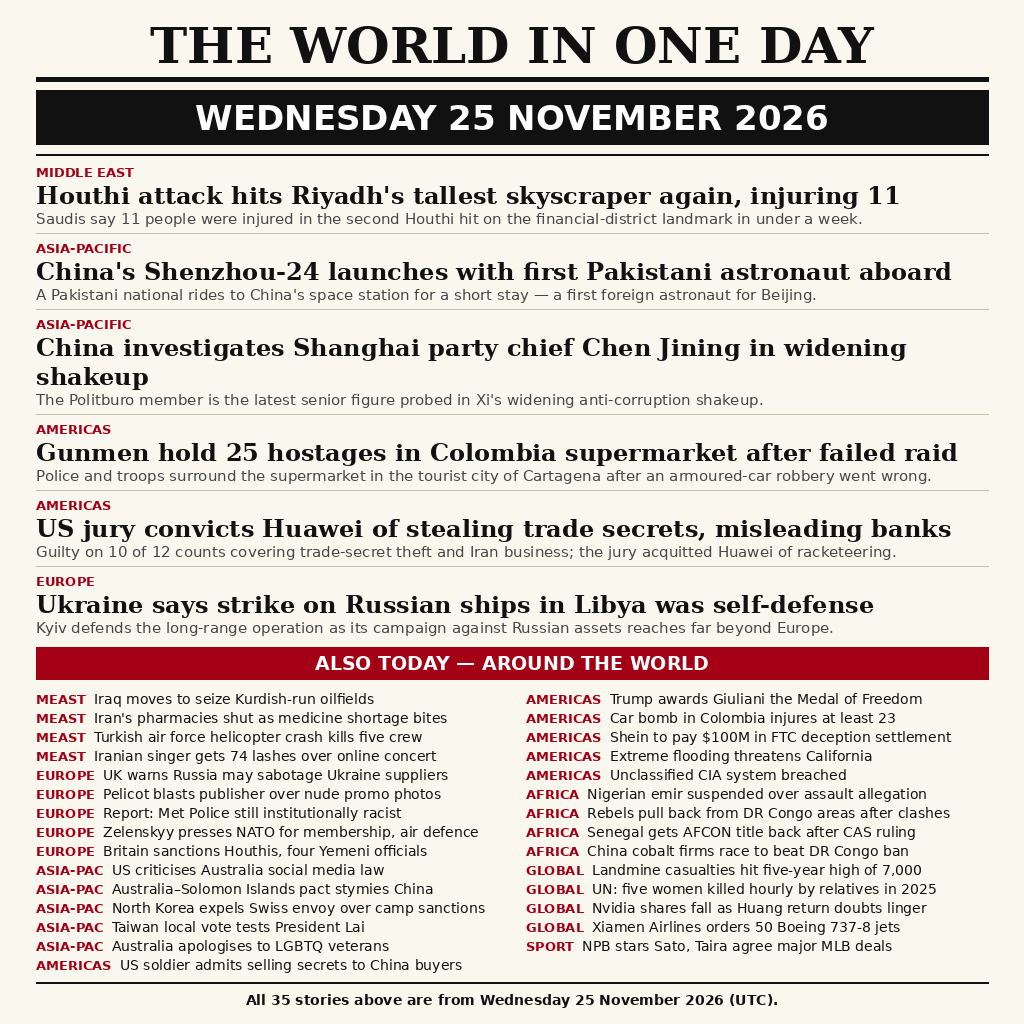 THE WORLD IN ONE DAY
WEDNESDAY 25 NOVEMBER 2026
MIDDLE EAST
Houthi attack hits Riyadh's tallest skyscraper again, injuring 11
Saudis say 11 people were injured in the second Houthi hit on the financial-district landmark in under a week.
ASIA-PACIFIC
China's Shenzhou-24 launches with first Pakistani astronaut aboard
A Pakistani national rides to China's space station for a short stay — a first foreign astronaut for Beijing.
ASIA-PACIFIC
China investigates Shanghai party chief Chen Jining in widening
shakeup
The Politburo member is the latest senior figure probed in Xi's widening anti-corruption shakeup.
AMERICAS
Gunmen hold 25 hostages in Colombia supermarket after failed raid
Police and troops surround the supermarket in the tourist city of Cartagena after an armoured-car robbery went wrong.
AMERICAS
US jury convicts Huawei of stealing trade secrets, misleading banks
Guilty on 10 of 12 counts covering trade-secret theft and Iran business; the jury acquitted Huawei of racketeering.
EUROPE
Ukraine says strike on Russian ships in Libya was self-defense
Kyiv defends the long-range operation as its campaign against Russian assets reaches far beyond Europe.
ALSO TODAY — AROUND THE WORLD
MEAST Iraq moves to seize Kurdish-run oilfields
MEAST Iran's pharmacies shut as medicine shortage bites
MEAST Turkish air force helicopter crash kills five crew
MEAST Iranian singer gets 74 lashes over online concert
EUROPE UK warns Russia may sabotage Ukraine suppliers
EUROPE Pelicot blasts publisher over nude promo photos
EUROPE Report: Met Police still institutionally racist
EUROPE Zelenskyy presses NATO for membership, air defence
EUROPE Britain sanctions Houthis, four Yemeni officials
ASIA-PAC US criticises Australia social media law
ASIA-PAC Australia–Solomon Islands pact stymies China
ASIA-PAC North Korea expels Swiss envoy over camp sanctions
ASIA-PAC Taiwan local vote tests President Lai
ASIA-PAC Australia apologises to LGBTQ veterans
AMERICAS US soldier admits selling secrets to China buyers
AMERICAS Trump awards Giuliani the Medal of Freedom
AMERICAS Car bomb in Colombia injures at least 23
AMERICAS Shein to pay $100M in FTC deception settlement
AMERICAS Extreme flooding threatens California
AMERICAS Unclassified CIA system breached
AFRICA Nigerian emir suspended over assault allegation
AFRICA Rebels pull back from DR Congo areas after clashes
AFRICA Senegal gets AFCON title back after CAS ruling
AFRICA China cobalt firms race to beat DR Congo ban
GLOBAL Landmine casualties hit five-year high of 7,000
GLOBAL UN: five women killed hourly by relatives in 2025
GLOBAL Nvidia shares fall as Huang return doubts linger
GLOBAL Xiamen Airlines orders 50 Boeing 737-8 jets
SPORT NPB stars Sato, Taira agree major MLB deals
All 35 stories above are from Wednesday 25 November 2026 (UTC).